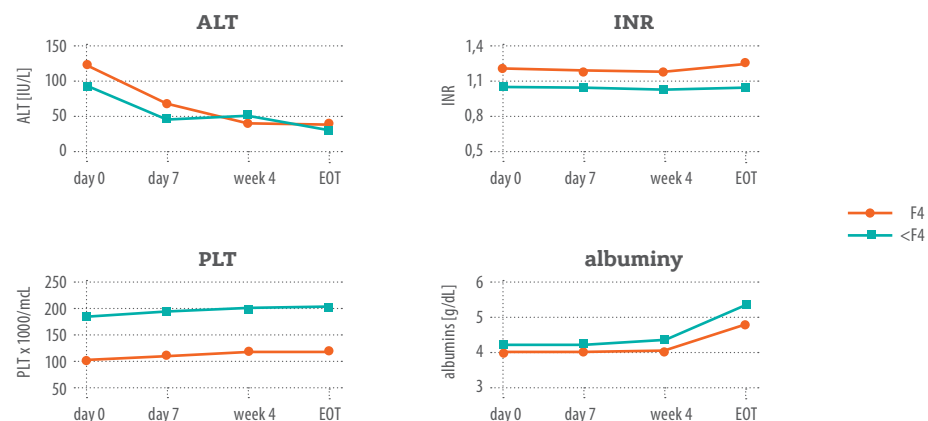 ALT
150
100
50
0
ALT [IU/L]
day 0 day 7 week 4 EOT
INR
1,4
1,1
0,8
0,5
INR
day 0 day 7 week 4 EOT
F4
<F4
PLT
250
200
150
100
50
PLT x 1000/mcL
day 0 day 7 week 4 EOT
albuminy
6
5
4
3
albumins [g/dL]
day 0 day 7 week 4 EOT